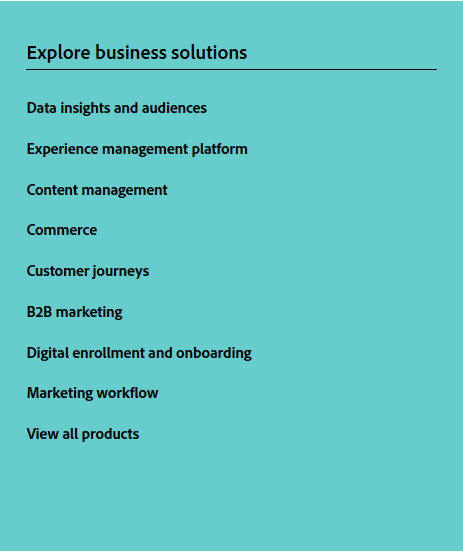 Explore business solutions
Data insights and audiences
Experience management platform
Content management
Commerce
Customer journeys
B2B marketing
Digital enrollment and onboarding
Marketing workflow
View all products